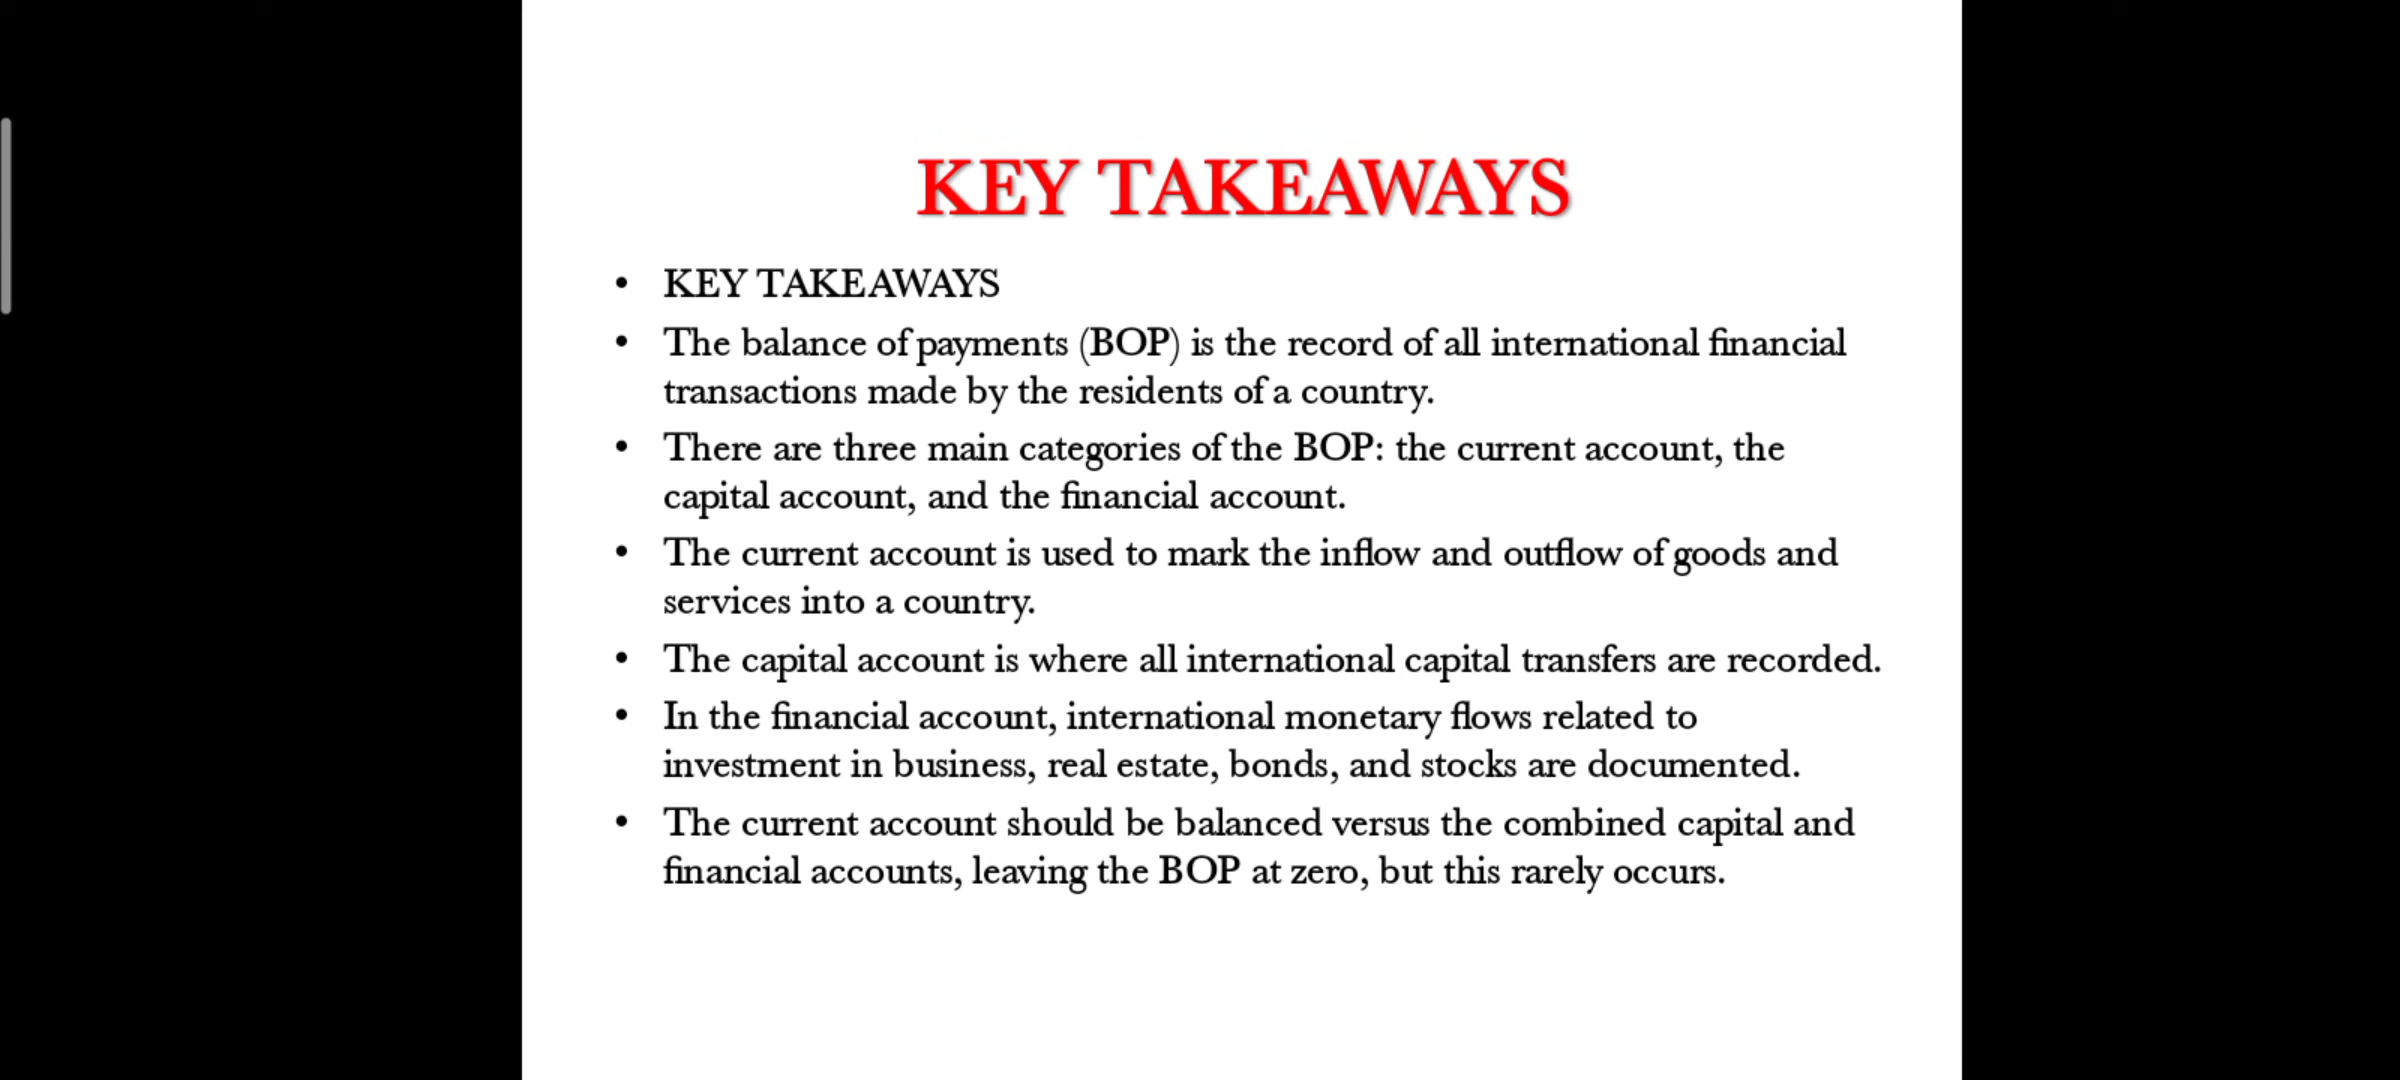 KEY TAKEAWAYS
• KEY TAKEAWAYS
• The balance of payments (BOP) is the record of all international financial
transactions made by the residents of a country.
• There are three main categories of the BOP: the current account, the
capital account, and the financial account.
• The current account is used to mark the inflow and outflow of goods and
services into a country.
• The capital account is where all international capital transfers are recorded.
• In the financial account, international monetary flows related to
investment in business, real estate, bonds, and stocks are documented.
• The current account should be balanced versus the combined capital and
financial accounts, leaving the BOP at zero, but this rarely occurs.